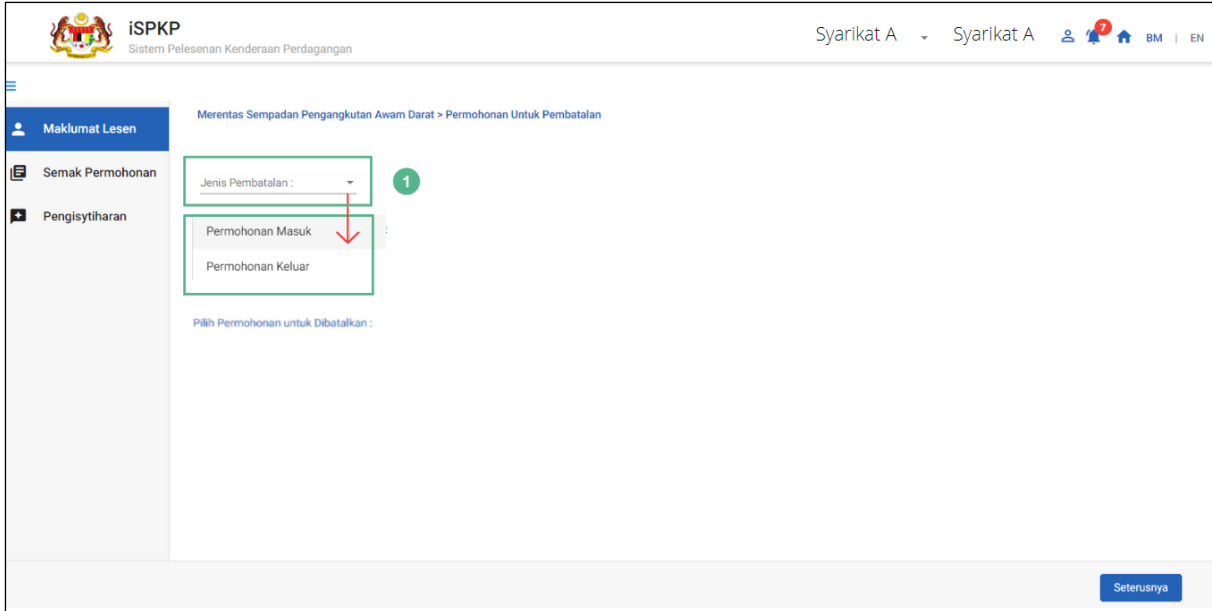 iSPKP
Sistem Pelesenan Kenderaan Perdagangan
Syarikat A Syarikat A 7 BM | EN
Merentas Sempadan Pengangkutan Awam Darat > Permohonan Untuk Pembatalan
Maklumat Lesen
Semak Permohonan
Pengisytiharan
Jenis Pembatalan : 1
Permohonan Masuk
Permohonan Keluar
Pilih Permohonan untuk Dibatalkan :
Seterusnya